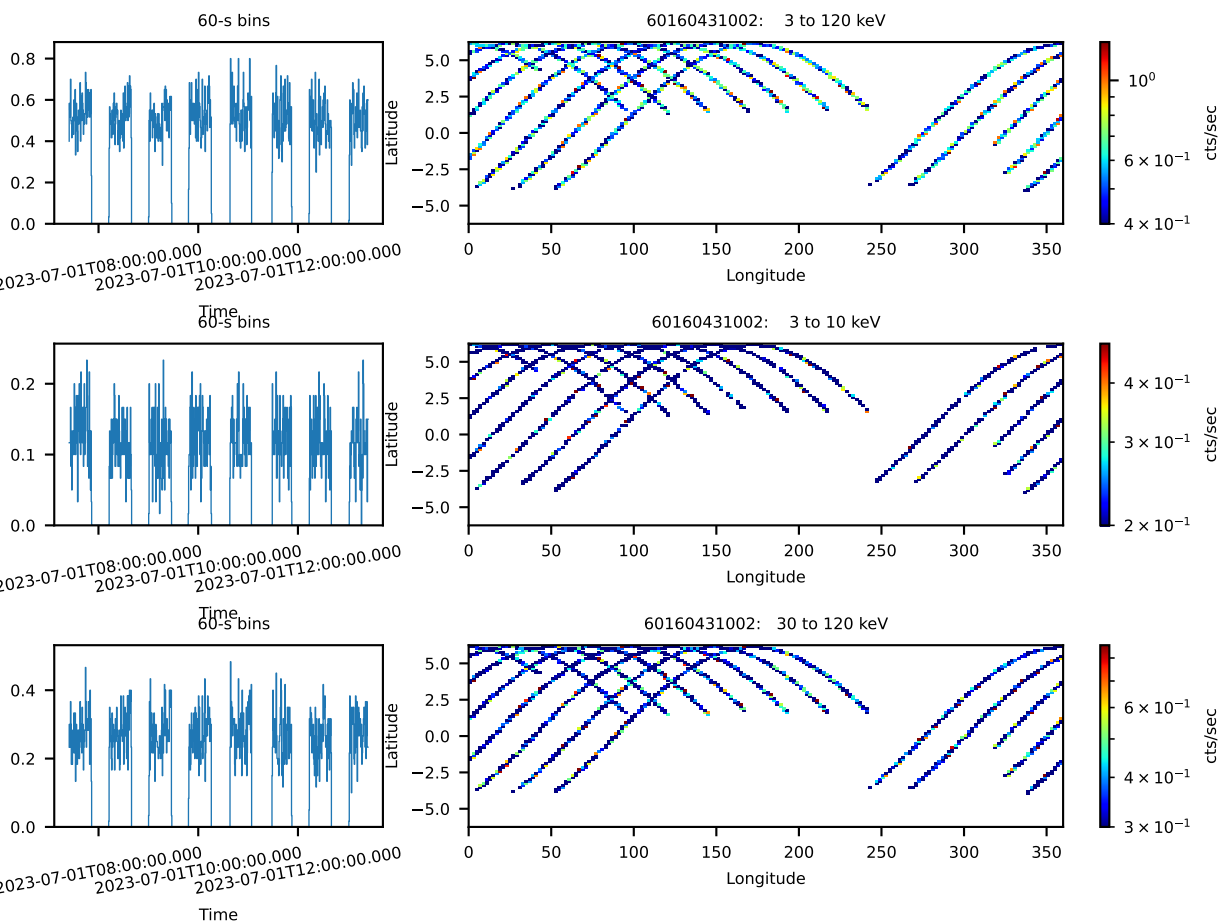 60-s bins
60160431002:    3 to 120 keV
0.8
0.6
0.4
0.2
0.0
Latitude
5.0
2.5
0.0
−2.5
−5.0
10⁰
6 × 10⁻¹
4 × 10⁻¹
cts/sec
0 50 100 150 200 250 300 350
2023-07-01T08:00:00.000
2023-07-01T10:00:00.000
2023-07-01T12:00:00.000
Time
Longitude
60-s bins
60160431002:    3 to 10 keV
0.2
0.1
0.0
Latitude
5.0
2.5
0.0
−2.5
−5.0
4 × 10⁻¹
3 × 10⁻¹
2 × 10⁻¹
cts/sec
0 50 100 150 200 250 300 350
2023-07-01T08:00:00.000
2023-07-01T10:00:00.000
2023-07-01T12:00:00.000
Time
Longitude
60-s bins
60160431002:   30 to 120 keV
0.4
0.2
0.0
Latitude
5.0
2.5
0.0
−2.5
−5.0
6 × 10⁻¹
4 × 10⁻¹
3 × 10⁻¹
cts/sec
0 50 100 150 200 250 300 350
2023-07-01T08:00:00.000
2023-07-01T10:00:00.000
2023-07-01T12:00:00.000
Time
Longitude